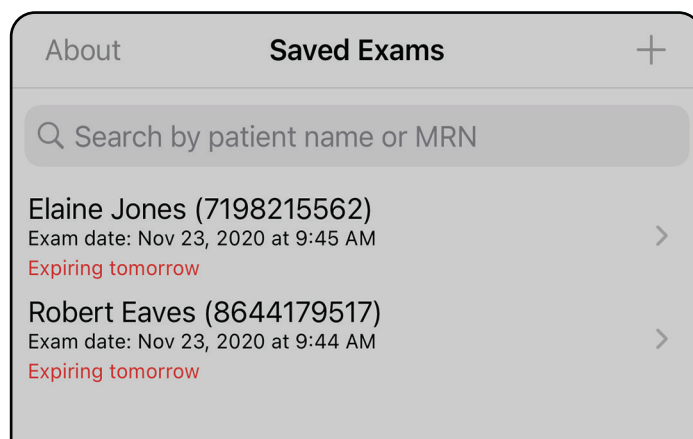 About Saved Exams
Search by patient name or MRN
Elaine Jones (7198215562)
Exam date: Nov 23, 2020 at 9:45 AM
Expiring tomorrow
Robert Eaves (8644179517)
Exam date: Nov 23, 2020 at 9:44 AM
Expiring tomorrow